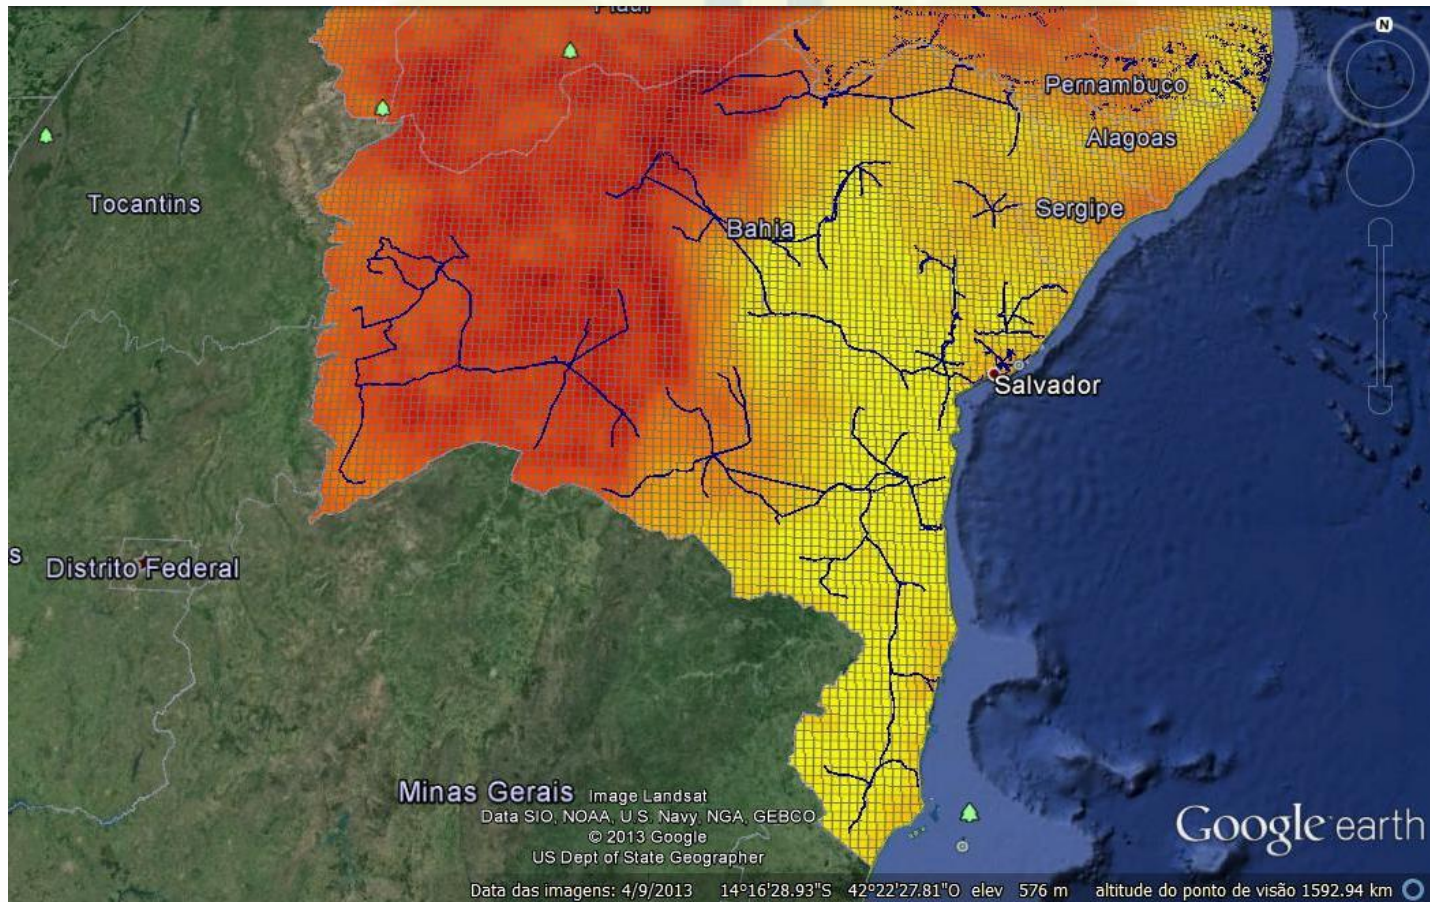 Piauí
N
Pernambuco
Alagoas
Tocantins
Sergipe
Bahia
Salvador
s
Distrito Federal
Minas Gerais
Image Landsat
Data SIO, NOAA, U.S. Navy, NGA, GEBCO
© 2013 Google
US Dept of State Geographer
Google earth
Data das imagens: 4/9/2013 14°16'28.93"S 42°22'27.81"O elev 576 m altitude do ponto de visão 1592.94 km